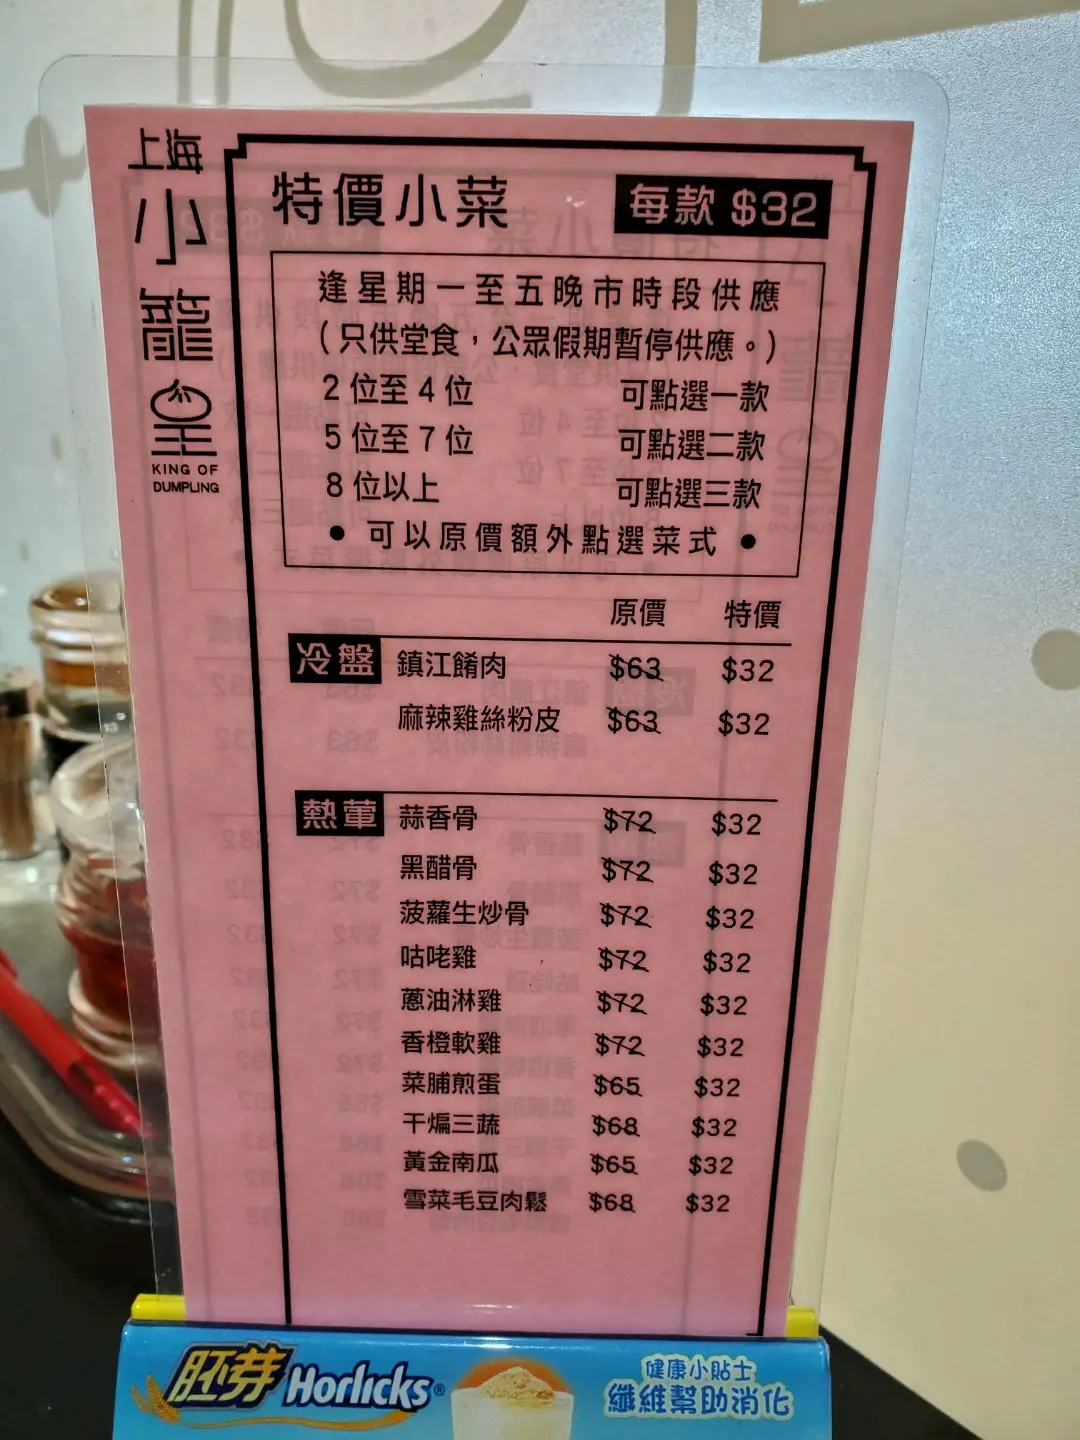 上海
小
籠
皇
KING OF
DUMPLING
特價小菜 每款 $32
逢星期一至五晚市時段供應
(只供堂食，公眾假期暫停供應。)
2 位至 4 位 可點選一款
5 位至 7 位 可點選二款
8 位以上 可點選三款
• 可以原價額外點選菜式 •
原價 特價
冷盤 鎮江餚肉 $63 $32
麻辣雞絲粉皮 $63 $32
熱葷 蒜香骨 $72 $32
黑醋骨 $72 $32
菠蘿生炒骨 $72 $32
咕咾雞 $72 $32
蔥油淋雞 $72 $32
香橙軟雞 $72 $32
菜脯煎蛋 $65 $32
干煸三蔬 $68 $32
黃金南瓜 $65 $32
雪菜毛豆肉鬆 $68 $32
胚芽 Horlicks®
健康小貼士
纖維幫助消化